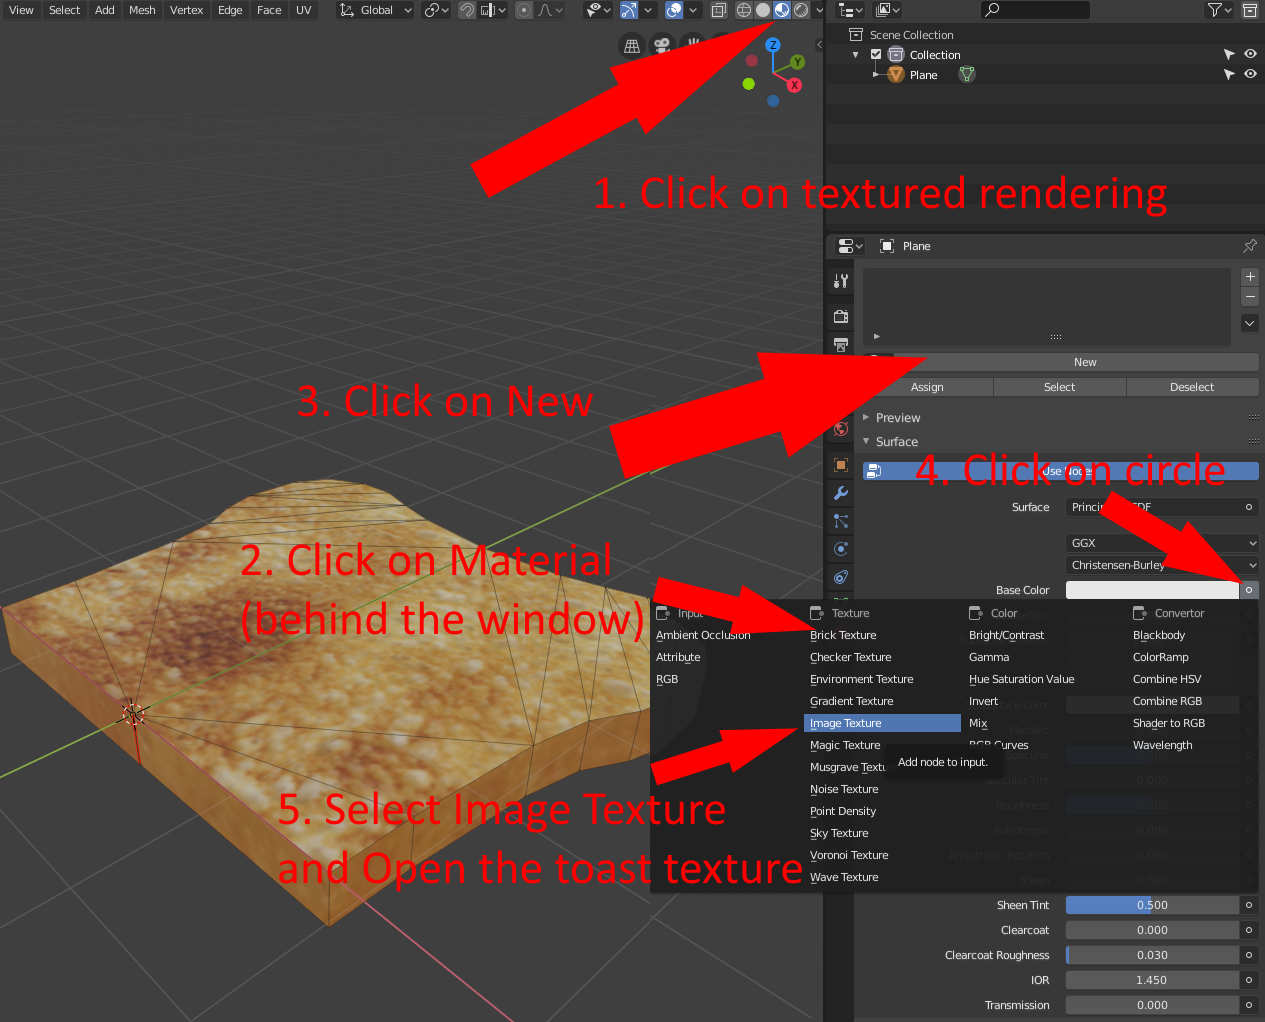 View Select Add Mesh Vertex Edge Face UV Global
Z
Y
X
Scene Collection
Collection
Plane
1. Click on textured rendering
Plane
New
Assign Select Deselect
3. Click on New
Preview
Surface
4. Click on circle
Surface
GGX
Christensen-Burley
Base Color
2. Click on Material
(behind the window)
Input Texture Color Convertor
Ambient Occlusion Brick Texture Bright/Contrast Blackbody
Attribute Checker Texture Gamma ColorRamp
RGB Environment Texture Hue Saturation Value Combine HSV
Gradient Texture Invert Combine RGB
Image Texture Mix Shader to RGB
Magic Texture RGB Curves Wavelength
Add node to input.
Musgrave Textu
Noise Texture
Point Density
Sky Texture
Voronoi Texture
Wave Texture
5. Select Image Texture
and Open the toast texture
Anisotropic Rotation
Sheen 0.000
Sheen Tint 0.500
Clearcoat 0.000
Clearcoat Roughness 0.030
IOR 1.450
Transmission 0.000